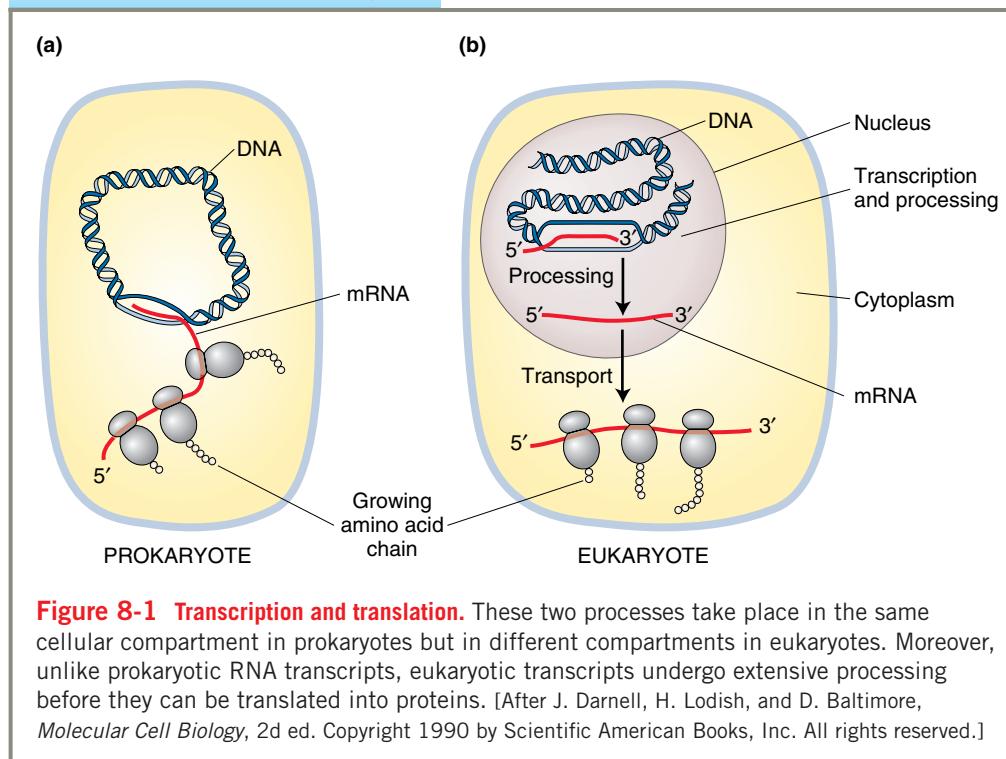 (a)
DNA
mRNA
5′
Growing
amino acid
chain
PROKARYOTE
(b)
DNA
Nucleus
Transcription
and processing
5′
3′
Processing
5′
3′
Cytoplasm
Transport
mRNA
5′
3′
EUKARYOTE
Figure 8-1 Transcription and translation. These two processes take place in the same
cellular compartment in prokaryotes but in different compartments in eukaryotes. Moreover,
unlike prokaryotic RNA transcripts, eukaryotic transcripts undergo extensive processing
before they can be translated into proteins. [After J. Darnell, H. Lodish, and D. Baltimore,
Molecular Cell Biology, 2d ed. Copyright 1990 by Scientific American Books, Inc. All rights reserved.]